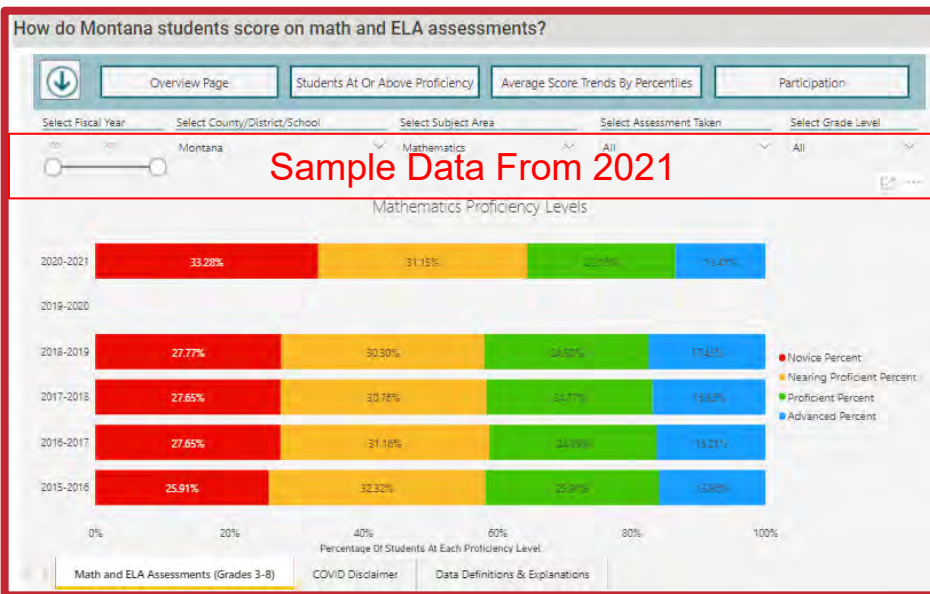 How do Montana students score on math and ELA assessments?
Overview Page
Students At Or Above Proficiency
Average Score Trends By Percentiles
Participation
Select Fiscal Year
Select County/District/School
Select Subject Area
Select Assessment Taken
Select Grade Level
Montana
Mathematics
All
All
Sample Data From 2021
Mathematics Proficiency Levels
2020-2021
33.28%
31.15%
2019-2020
2018-2019
27.77%
30.30%
2017-2018
27.65%
30.76%
2016-2017
27.65%
31.16%
2015-2016
25.91%
32.32%
Novice Percent
Nearing Proficient Percent
Proficient Percent
Advanced Percent
0%
20%
40%
60%
80%
100%
Percentage Of Students At Each Proficiency Level
Math and ELA Assessments (Grades 3-8)
COVID Disclaimer
Data Definitions & Explanations